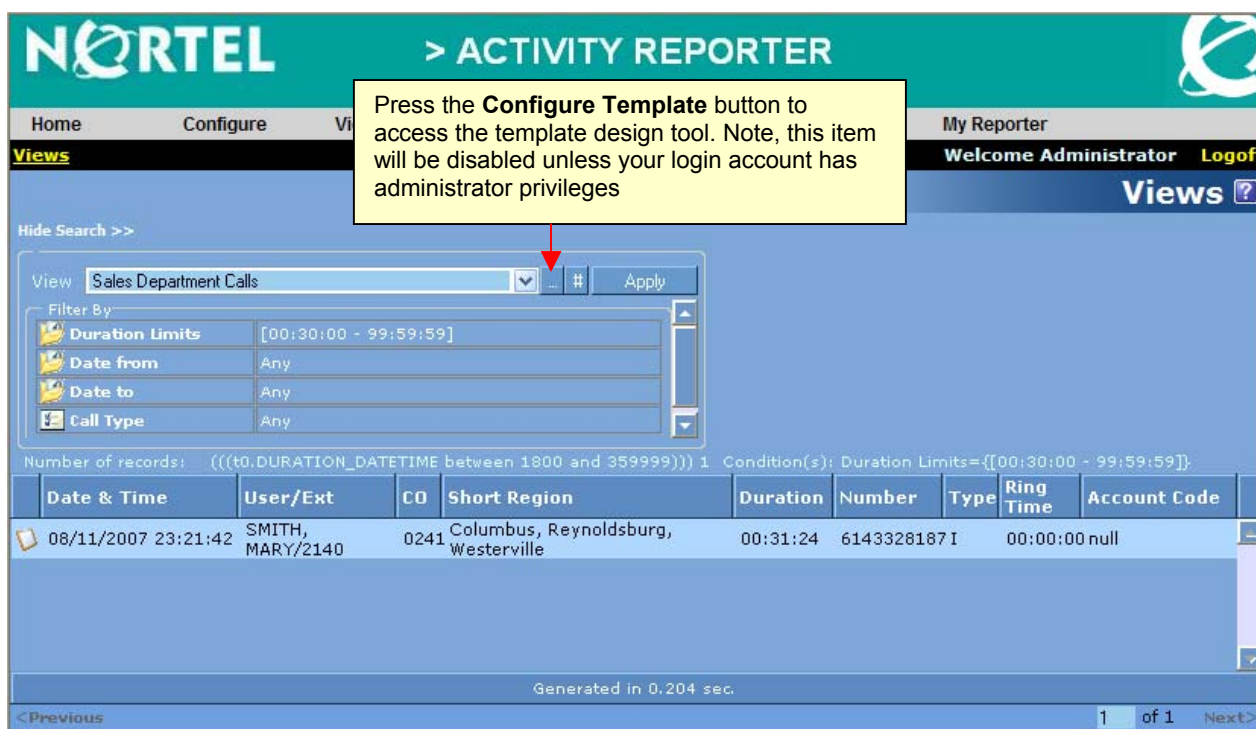 NORTEL > ACTIVITY REPORTER
Press the Configure Template button to
access the template design tool. Note, this item
will be disabled unless your login account has
administrator privileges
Home Configure My Reporter
Views Welcome Administrator
Views ?
Hide Search >>
View Sales Department Calls ... # Apply
Filter By
Duration Limits [00:30:00 - 99:59:59]
Date from Any
Date to Any
Call Type Any
Number of records: (((t0.DURATION_DATETIME between 1800 and 359999))) 1 Condition(s): Duration Limits={[00:30:00 - 99:59:59]}
Date & Time User/Ext CO Short Region Duration Number Type Ring Time Account Code
08/11/2007 23:21:42 SMITH, MARY/2140 0241 Columbus, Reynoldsburg, Westerville 00:31:24 6143328187 I 00:00:00 null
Generated in 0.204 sec.
<Previous 1 of 1 Next>